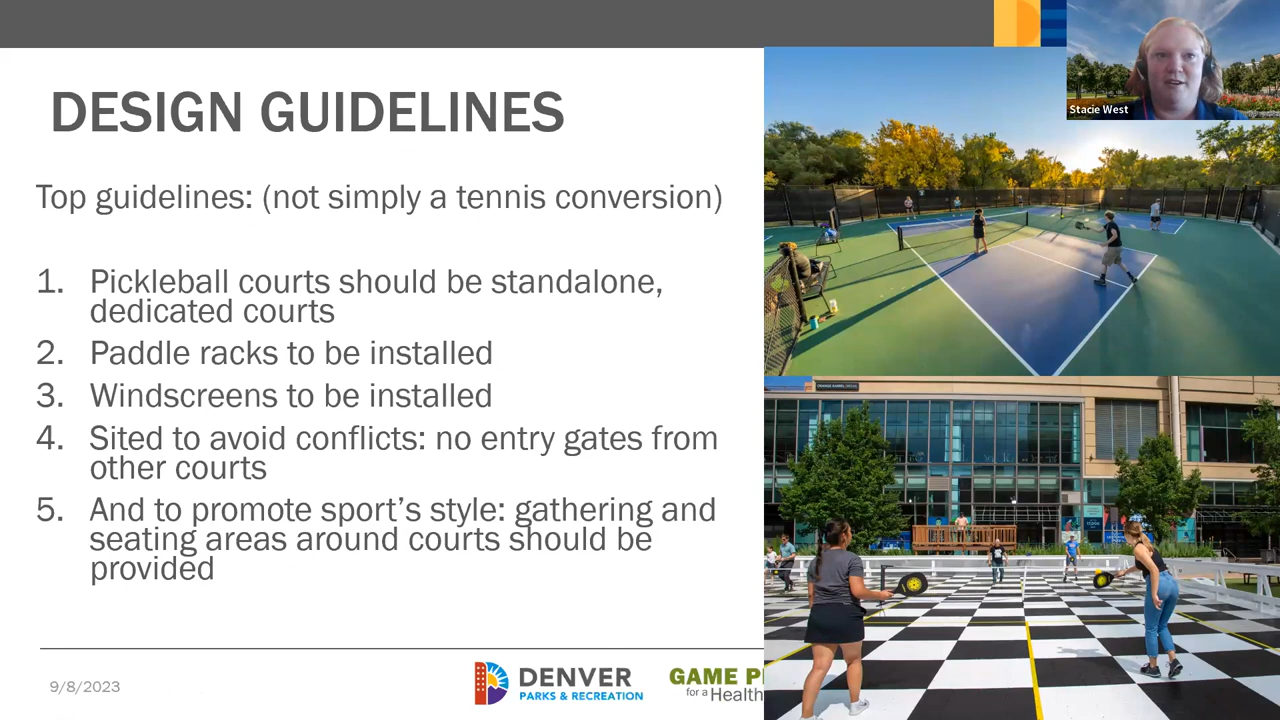 Stacie West
DESIGN GUIDELINES
Top guidelines: (not simply a tennis conversion)
1. Pickleball courts should be standalone,
dedicated courts
2. Paddle racks to be installed
3. Windscreens to be installed
4. Sited to avoid conflicts: no entry gates from
other courts
5. And to promote sport’s style: gathering and
seating areas around courts should be
provided
9/8/2023
DENVER
PARKS & RECREATION
GAME P
for a Health